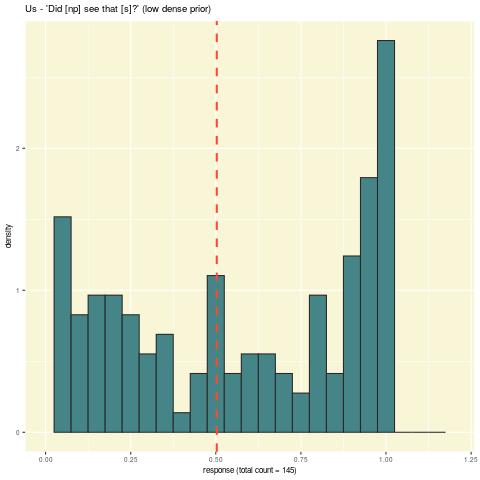 Us - 'Did [np] see that [s]?' (low dense prior)
density
2
1
0
0.00 0.25 0.50 0.75 1.00 1.25
response (total count = 145)